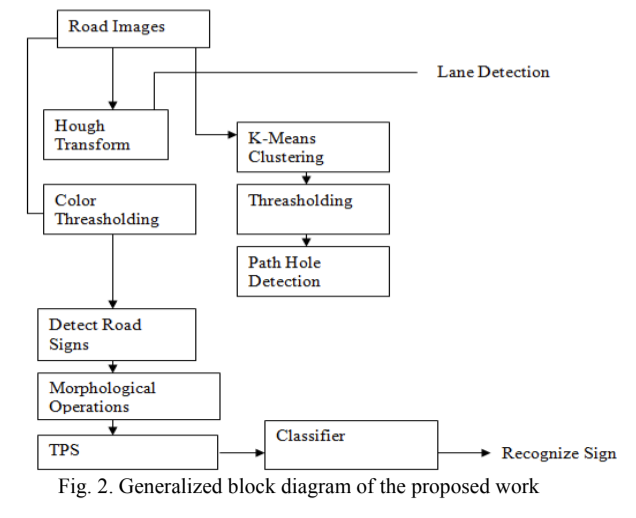 Road Images
Lane Detection
Hough
Transform
K-Means
Clustering
Color
Threasholding
Threasholding
Path Hole
Detection
Detect Road
Signs
Morphological
Operations
TPS
Classifier
Recognize Sign
Fig. 2. Generalized block diagram of the proposed work